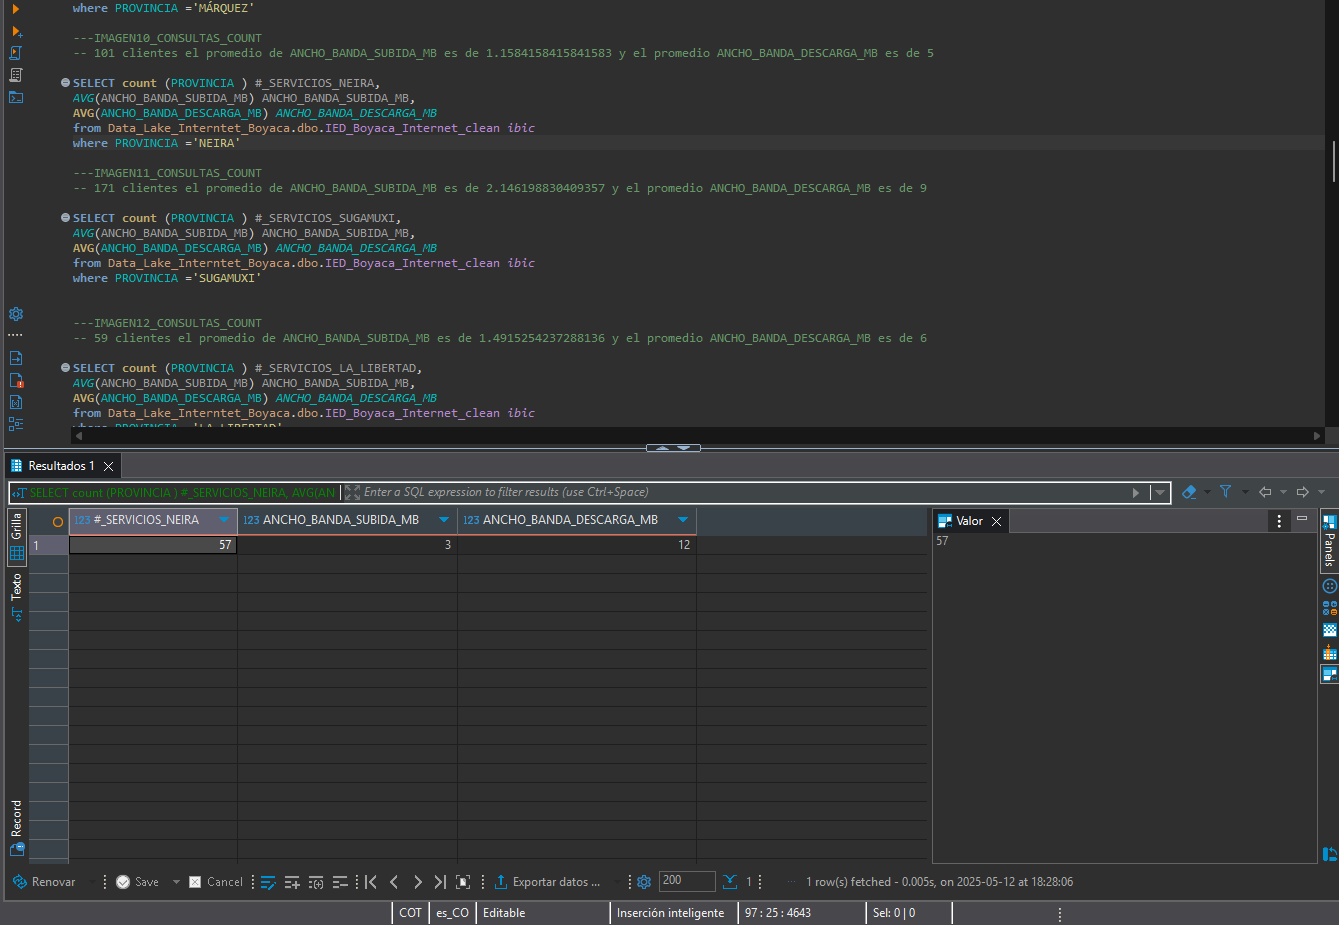 where PROVINCIA ='MÁRQUEZ'
---IMAGEN10_CONSULTAS_COUNT
-- 101 clientes el promedio de ANCHO_BANDA_SUBIDA_MB es de 1.1584158415841583 y el promedio ANCHO_BANDA_DESCARGA_MB es de 5
SELECT count (PROVINCIA ) #_SERVICIOS_NEIRA,
AVG(ANCHO_BANDA_SUBIDA_MB) ANCHO_BANDA_SUBIDA_MB,
AVG(ANCHO_BANDA_DESCARGA_MB) ANCHO_BANDA_DESCARGA_MB
from Data_Lake_Interntet_Boyaca.dbo.IED_Boyaca_Internet_clean ibic
where PROVINCIA ='NEIRA'
---IMAGEN11_CONSULTAS_COUNT
-- 171 clientes el promedio de ANCHO_BANDA_SUBIDA_MB es de 2.146198830409357 y el promedio ANCHO_BANDA_DESCARGA_MB es de 9
SELECT count (PROVINCIA ) #_SERVICIOS_SUGAMUXI,
AVG(ANCHO_BANDA_SUBIDA_MB) ANCHO_BANDA_SUBIDA_MB,
AVG(ANCHO_BANDA_DESCARGA_MB) ANCHO_BANDA_DESCARGA_MB
from Data_Lake_Interntet_Boyaca.dbo.IED_Boyaca_Internet_clean ibic
where PROVINCIA ='SUGAMUXI'
---IMAGEN12_CONSULTAS_COUNT
-- 59 clientes el promedio de ANCHO_BANDA_SUBIDA_MB es de 1.4915254237288136 y el promedio ANCHO_BANDA_DESCARGA_MB es de 6
SELECT count (PROVINCIA ) #_SERVICIOS_LA_LIBERTAD,
AVG(ANCHO_BANDA_SUBIDA_MB) ANCHO_BANDA_SUBIDA_MB,
AVG(ANCHO_BANDA_DESCARGA_MB) ANCHO_BANDA_DESCARGA_MB
from Data_Lake_Interntet_Boyaca.dbo.IED_Boyaca_Internet_clean ibic
where PROVINCIA ='LA LIBERTAD'
Resultados 1
SELECT count (PROVINCIA ) #_SERVICIOS_NEIRA, AVG(AN
Enter a SQL expression to filter results (use Ctrl+Space)
Grilla
Texto
Record
123 #_SERVICIOS_NEIRA
123 ANCHO_BANDA_SUBIDA_MB
123 ANCHO_BANDA_DESCARGA_MB
1
57
3
12
Valor
57
Panels
Renovar
Save
Cancel
Exportar datos ...
200
1
1 row(s) fetched - 0.005s, on 2025-05-12 at 18:28:06
COT
es_CO
Editable
Inserción inteligente
97 : 25 : 4643
Sel: 0 | 0